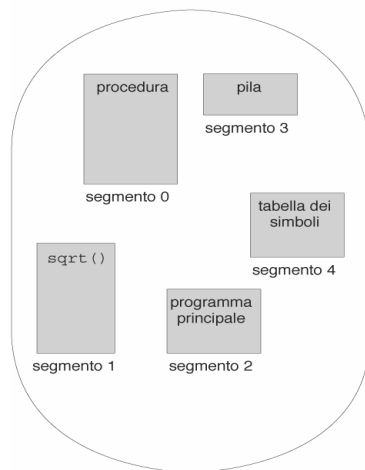 procedura
segmento 0
pila
segmento 3
tabella dei
simboli
segmento 4
sqrt()
segmento 1
programma
principale
segmento 2